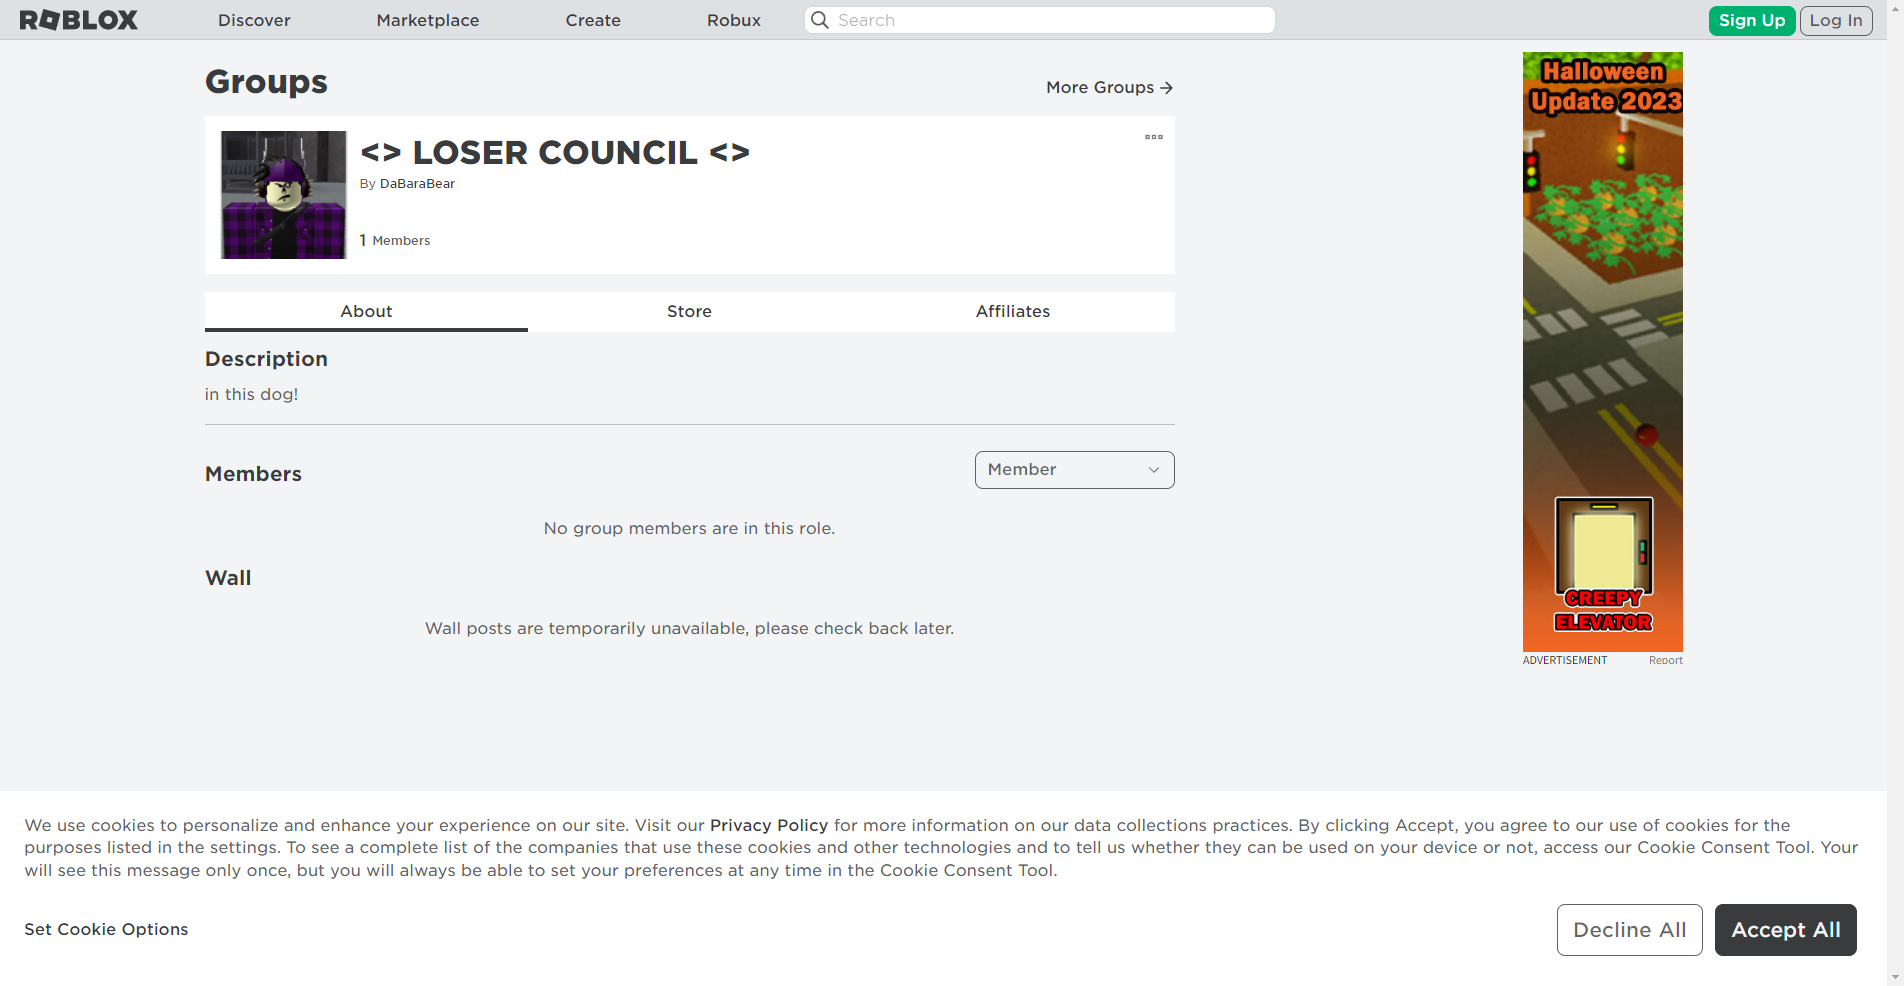 ROBLOX
Discover
Marketplace
Create
Robux
Search
Sign Up
Log In
Groups
More Groups
<> LOSER COUNCIL <>
By DaBaraBear
1 Members
About
Store
Affiliates
Description
in this dog!
Members
Member
No group members are in this role.
Wall
Wall posts are temporarily unavailable, please check back later.
Halloween
Update 2023
CREEPY
ELEVATOR
ADVERTISEMENT
Report
We use cookies to personalize and enhance your experience on our site. Visit our Privacy Policy for more information on our data collections practices. By clicking Accept, you agree to our use of cookies for the
purposes listed in the settings. To see a complete list of the companies that use these cookies and other technologies and to tell us whether they can be used on your device or not, access our Cookie Consent Tool. Your
will see this message only once, but you will always be able to set your preferences at any time in the Cookie Consent Tool.
Set Cookie Options
Decline All
Accept All